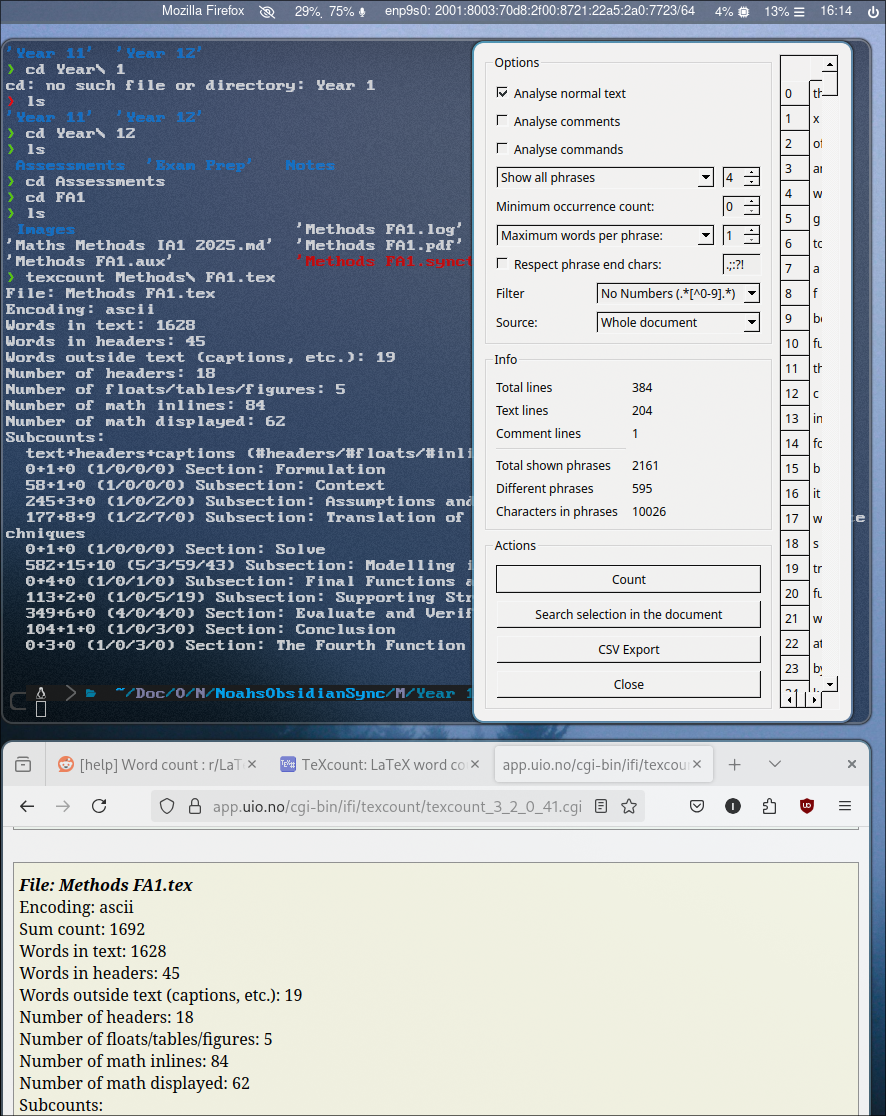 Mozilla Firefox 29%, 75% enp9s0: 2001:8003:70d8:2f00:8721:22a5:2a0:7723/64 4% 13% 16:14
'Year 11' 'Year 12'
❯ cd Year\ 1
cd: no such file or directory: Year 1
❯ ls
'Year 11' 'Year 12'
❯ cd Year\ 12
❯ ls
Assessments 'Exam Prep' Notes
❯ cd Assessments
❯ cd FA1
❯ ls
Images 'Methods FA1.log'
'Maths Methods IA1 2025.md' 'Methods FA1.pdf'
'Methods FA1.aux' 'Methods FA1.synct
❯ texcount Methods\ FA1.tex
File: Methods FA1.tex
Encoding: ascii
Words in text: 1628
Words in headers: 45
Words outside text (captions, etc.): 19
Number of headers: 18
Number of floats/tables/figures: 5
Number of math inlines: 84
Number of math displayed: 62
Subcounts:
text+headers+captions (#headers/#floats/#inli
0+1+0 (1/0/0/0) Section: Formulation
58+1+0 (1/0/0/0) Subsection: Context
245+3+0 (1/0/2/0) Subsection: Assumptions and
177+8+9 (1/2/7/0) Subsection: Translation of e
chniques
0+1+0 (1/0/0/0) Section: Solve
582+15+10 (5/3/59/43) Subsection: Modelling i
0+4+0 (1/0/1/0) Subsection: Final Functions a
113+2+0 (1/0/5/19) Subsection: Supporting Str
349+6+0 (4/0/4/0) Section: Evaluate and Verif
104+1+0 (1/0/3/0) Section: Conclusion
0+3+0 (1/0/3/0) Section: The Fourth Function
~/Doc/O/N/NoahsObsidianSync/M/Year 1
Options
Analyse normal text
Analyse comments
Analyse commands
Show all phrases 4
Minimum occurrence count: 0
Maximum words per phrase: 1
Respect phrase end chars: .,;:?!
Filter No Numbers (.*[^0-9].*)
Source: Whole document
Info
Total lines 384
Text lines 204
Comment lines 1
Total shown phrases 2161
Different phrases 595
Characters in phrases 10026
Actions
Count
Search selection in the document
CSV Export
Close
0 th
1 x
2 of
3 an
4 w
5 g
6 to
7 a
8 f
9 be
10 fu
11 th
12 c
13 in
14 fo
15 b
16 it
17 w
18 s
19 tr
20 fu
21 w
22 at
23 by
24
[help] Word count : r/LaT TeXcount: LaTeX word co app.uio.no/cgi-bin/ifi/texcour
app.uio.no/cgi-bin/ifi/texcount/texcount_3_2_0_41.cgi
File: Methods FA1.tex
Encoding: ascii
Sum count: 1692
Words in text: 1628
Words in headers: 45
Words outside text (captions, etc.): 19
Number of headers: 18
Number of floats/tables/figures: 5
Number of math inlines: 84
Number of math displayed: 62
Subcounts: